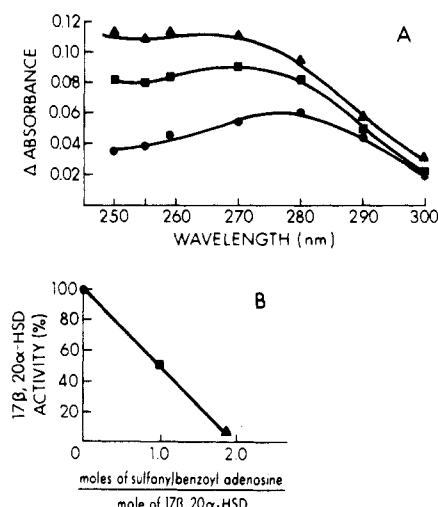 A
0.12
0.10
0.08
0.06
0.04
0.02
Δ ABSORBANCE
250 260 270 280 290 300
WAVELENGTH (nm)
B
100
80
60
40
20
17β, 20α-HSD
ACTIVITY (%)
0 1.0 2.0
moles of sulfonylbenzoyl adenosine
mole of 17β, 20α-HSD